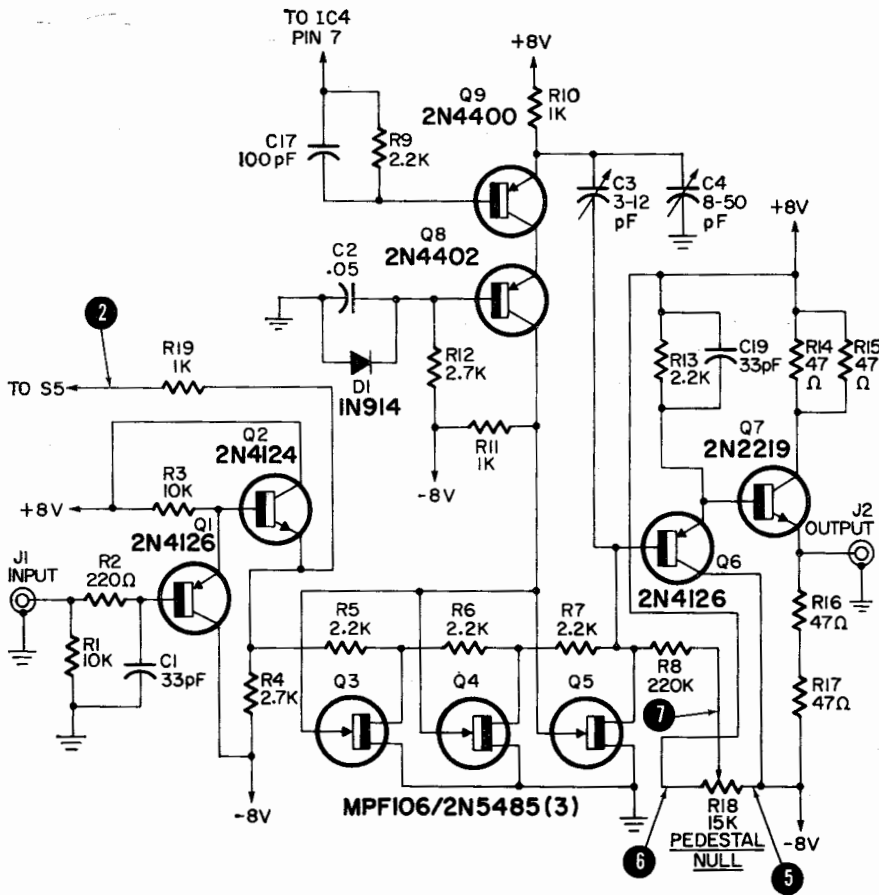 TO IC4
PIN 7
+8V
Q9
2N4400
R10
1K
C17
100pF
R9
2.2K
C3
3-12
pF
C4
8-50
pF
+8V
Q8
2N4402
C2
.05
2
R19
1K
TO S5
D1
1N914
R12
2.7K
R13
2.2K
C19
33pF
R14
47
Ω
R15
47
Ω
Q2
2N4124
R11
1K
-8V
Q7
2N2219
R3
10K
+8V
Q1
2N4126
J1
INPUT
R2
220Ω
J2
OUTPUT
Q6
2N4126
R1
10K
C1
33pF
R4
2.7K
R5
2.2K
R6
2.2K
R7
2.2K
R8
220K
R16
47Ω
Q3
Q4
Q5
7
R17
47Ω
-8V
MPF106/2N5485(3)
R18
15K
PEDESTAL
NULL
-8V
6
5